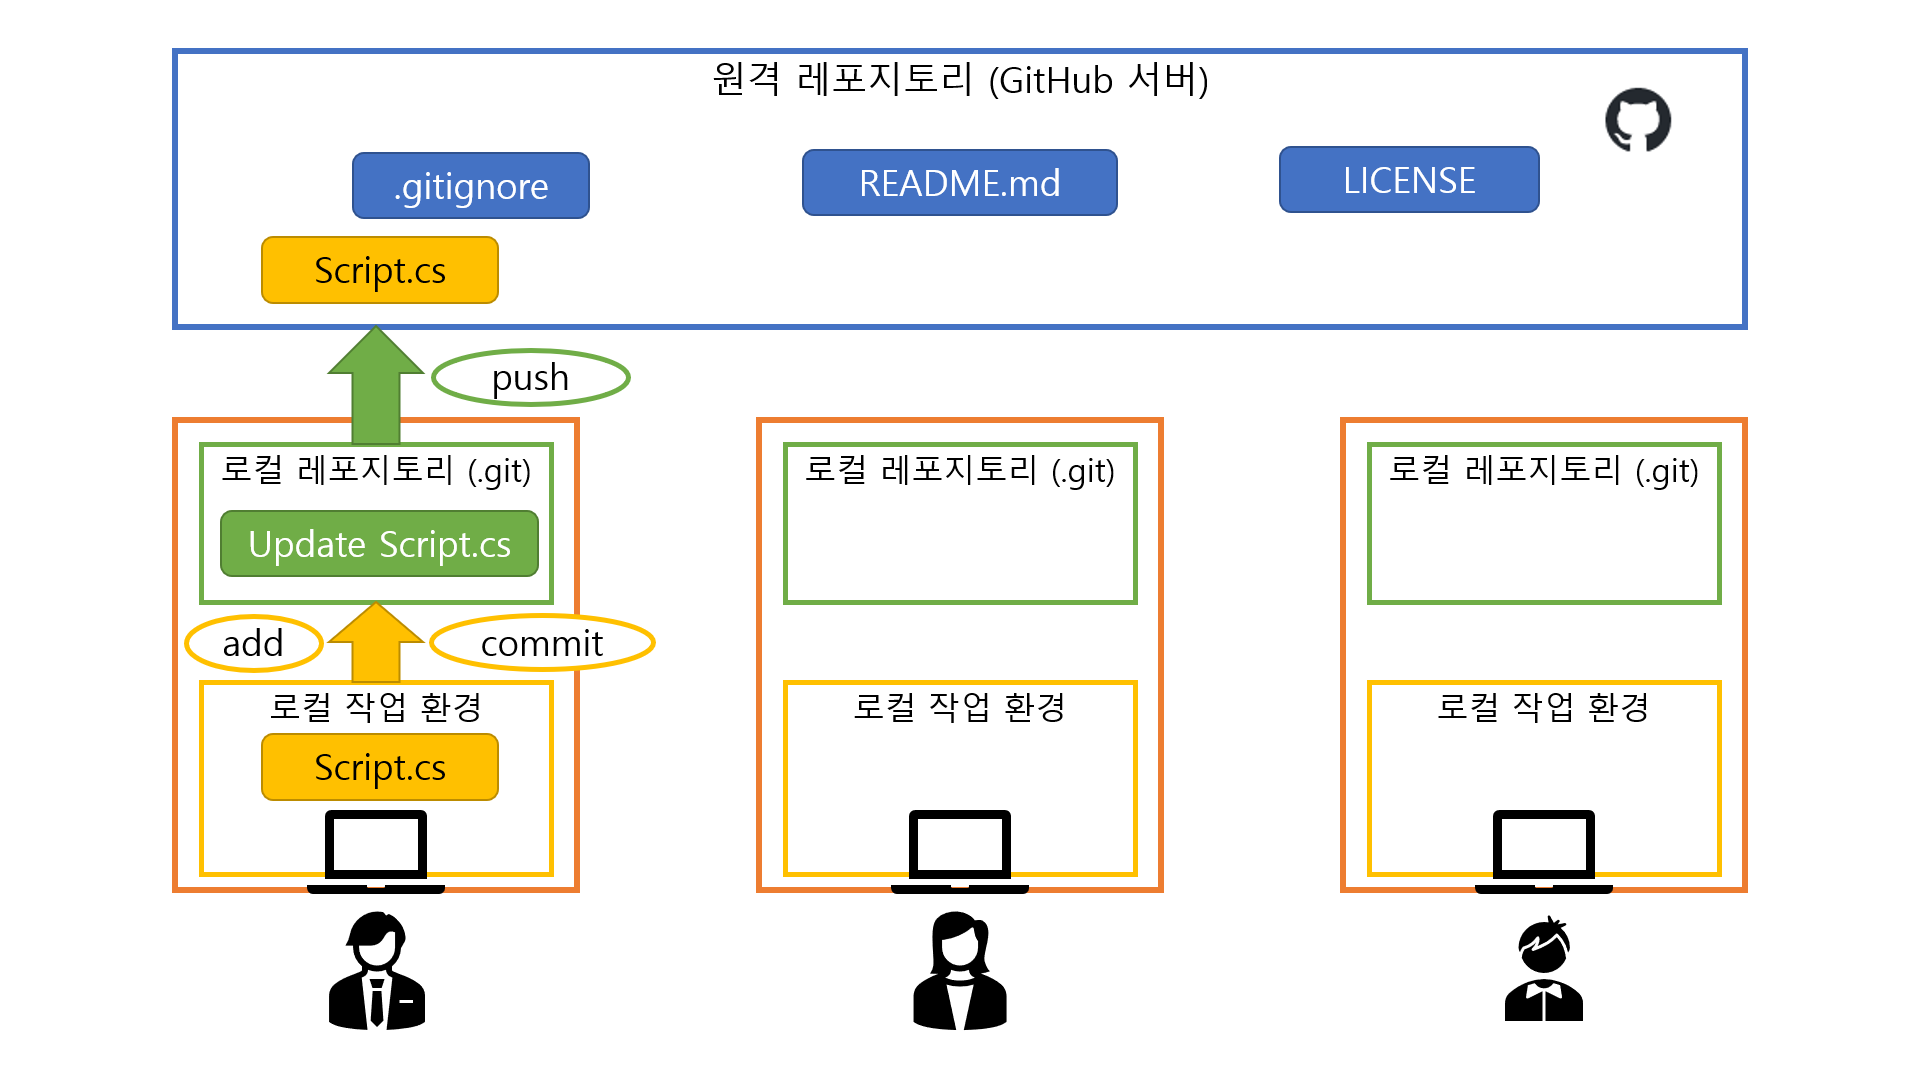 원격 레포지토리 (GitHub 서버)
.gitignore
README.md
LICENSE
Script.cs
push
로컬 레포지토리 (.git)
로컬 레포지토리 (.git)
로컬 레포지토리 (.git)
Update Script.cs
add
commit
로컬 작업 환경
로컬 작업 환경
로컬 작업 환경
Script.cs